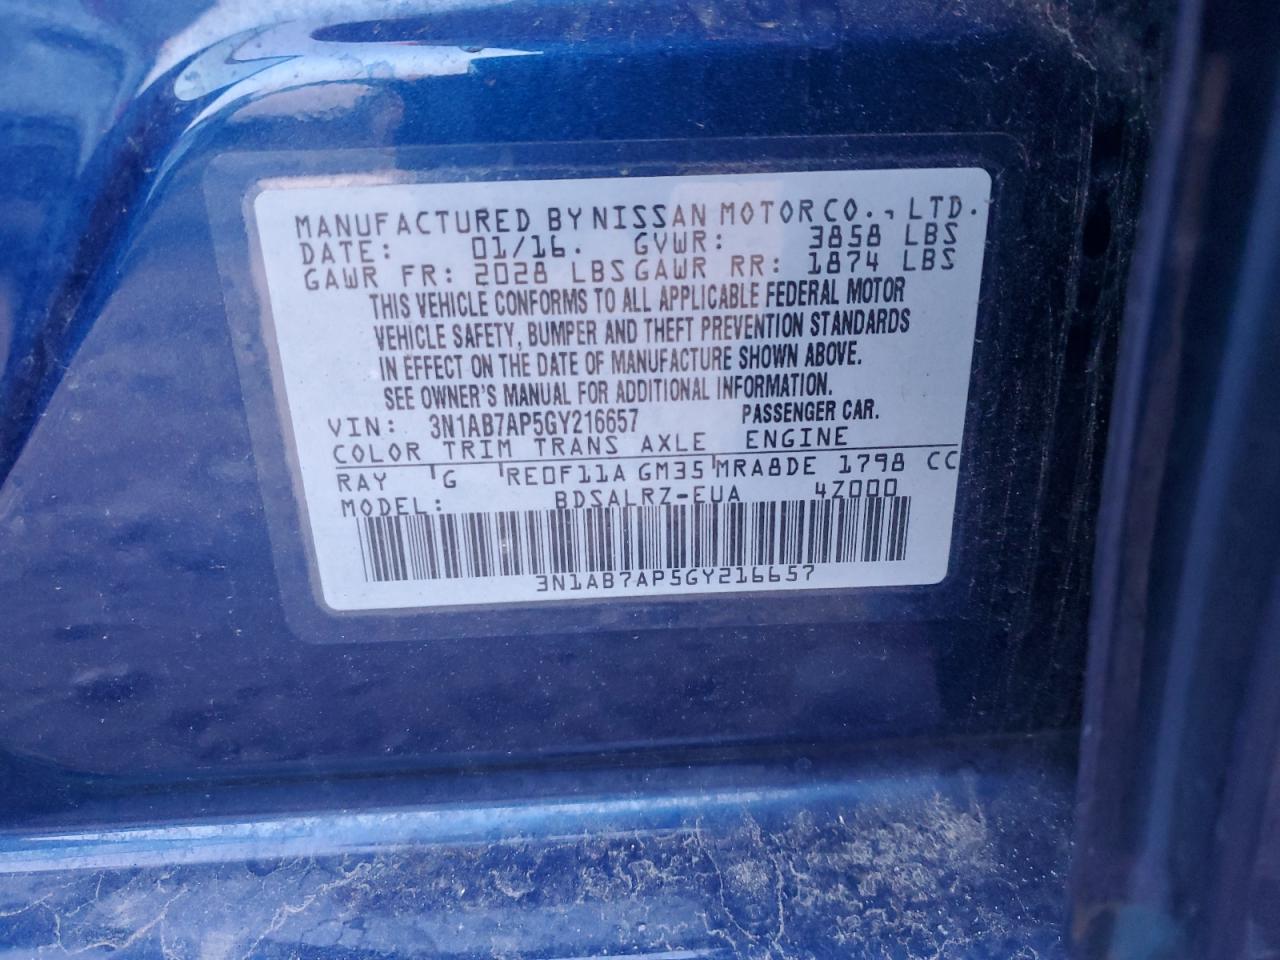 MANUFACTURED BY NISSAN MOTOR CO., LTD.
DATE: 01/16. GVWR: 3858 LBS
GAWR FR: 2028 LBS GAWR RR: 1874 LBS
THIS VEHICLE CONFORMS TO ALL APPLICABLE FEDERAL MOTOR
VEHICLE SAFETY, BUMPER AND THEFT PREVENTION STANDARDS
IN EFFECT ON THE DATE OF MANUFACTURE SHOWN ABOVE.
SEE OWNER'S MANUAL FOR ADDITIONAL INFORMATION.
VIN: 3N1AB7AP5GY216657 PASSENGER CAR.
COLOR TRIM TRANS AXLE ENGINE
RAY G RE0F11A GM35 MRA8DE 1798 CC
MODEL: BDSALRZ-EUA 4Z000
3N1AB7AP5GY216657